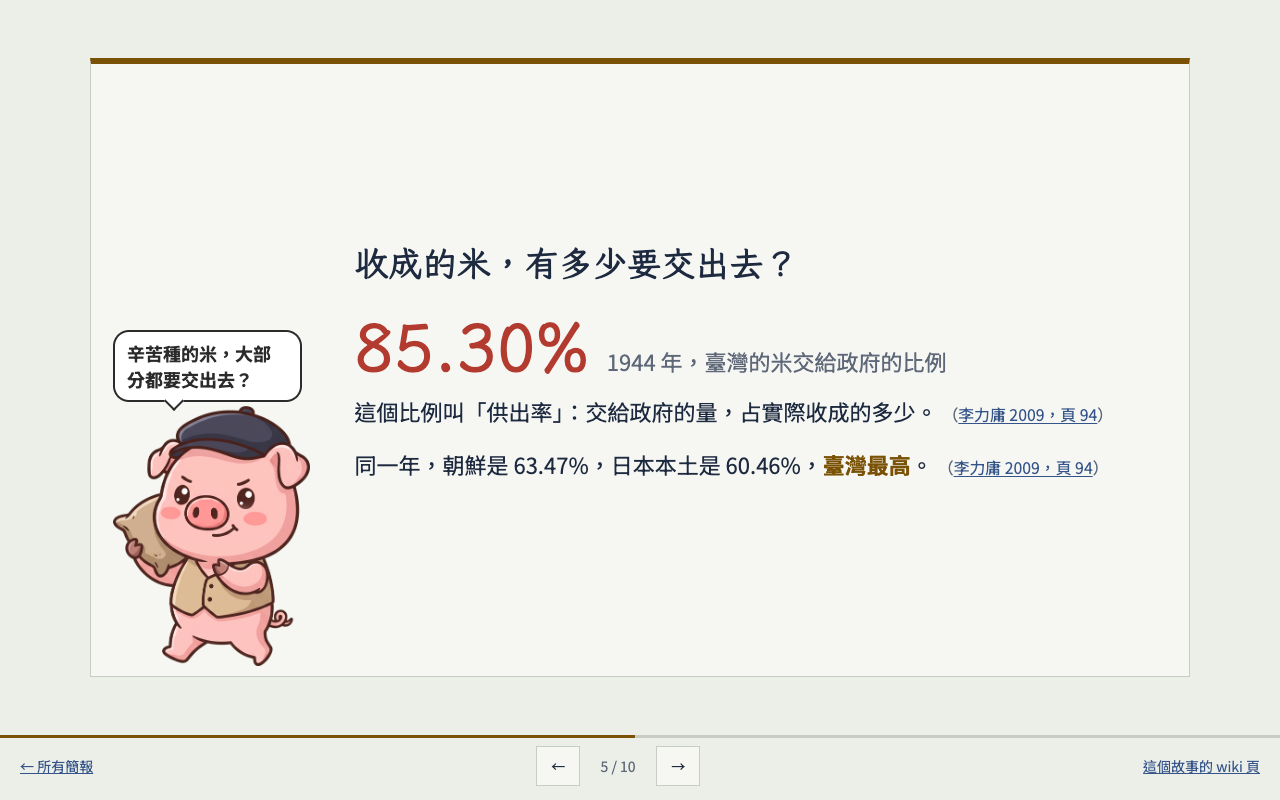 收成的米，有多少要交出去？
85.30% 1944 年，臺灣的米交給政府的比例
這個比例叫「供出率」：交給政府的量，占實際收成的多少。（李力庸 2009，頁 94）
同一年，朝鮮是 63.47%，日本本土是 60.46%，臺灣最高。（李力庸 2009，頁 94）
辛苦種的米，大部
分都要交出去？
← 所有簡報
←
5 / 10
→
這個故事的 wiki 頁